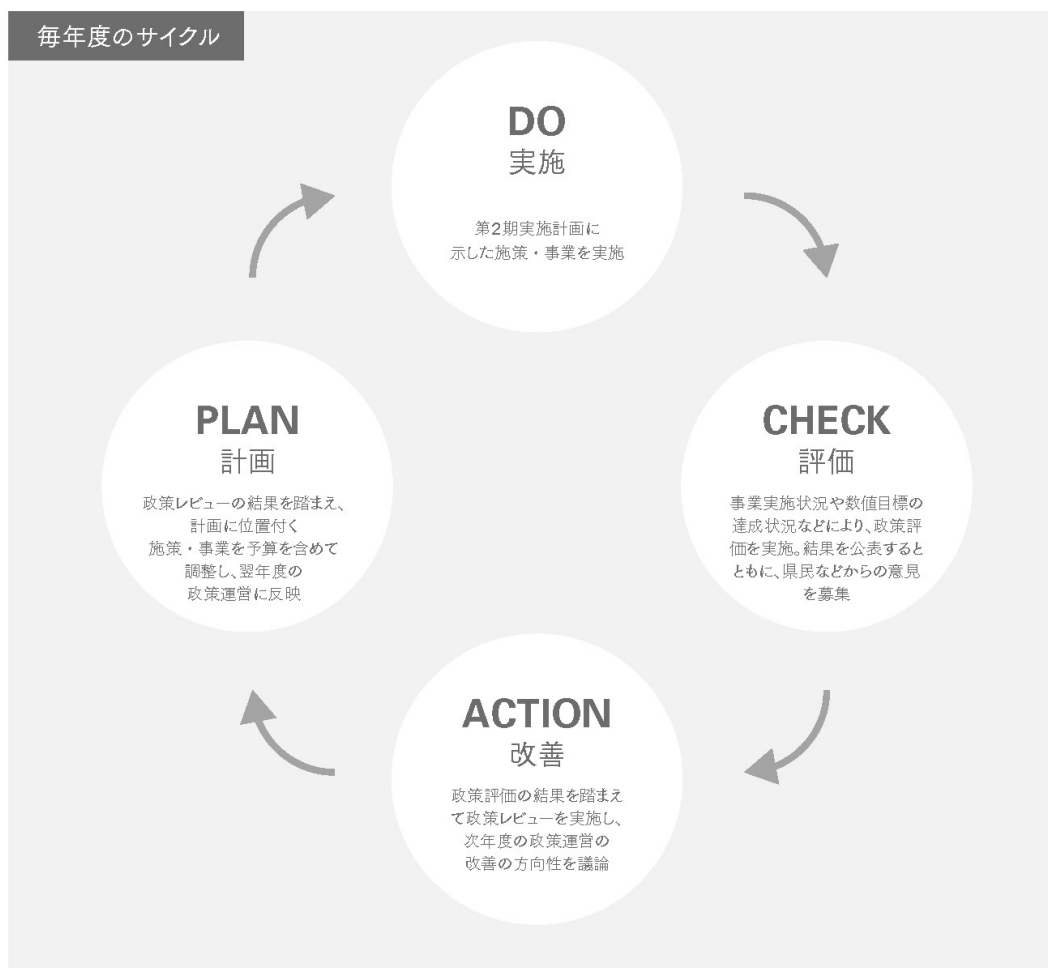 毎年度のサイクル
DO
実施
第2期実施計画に
示した施策・事業を実施
PLAN
計画
政策レビューの結果を踏まえ、
計画に位置付く
施策・事業を予算を含めて
調整し、翌年度の
政策運営に反映
CHECK
評価
事業実施状況や数値目標の
達成状況などにより、政策評
価を実施。結果を公表すると
ともに、県民などからの意見
を募集
ACTION
改善
政策評価の結果を踏まえ
て政策レビューを実施し、
次年度の政策運営の
改善の方向性を議論